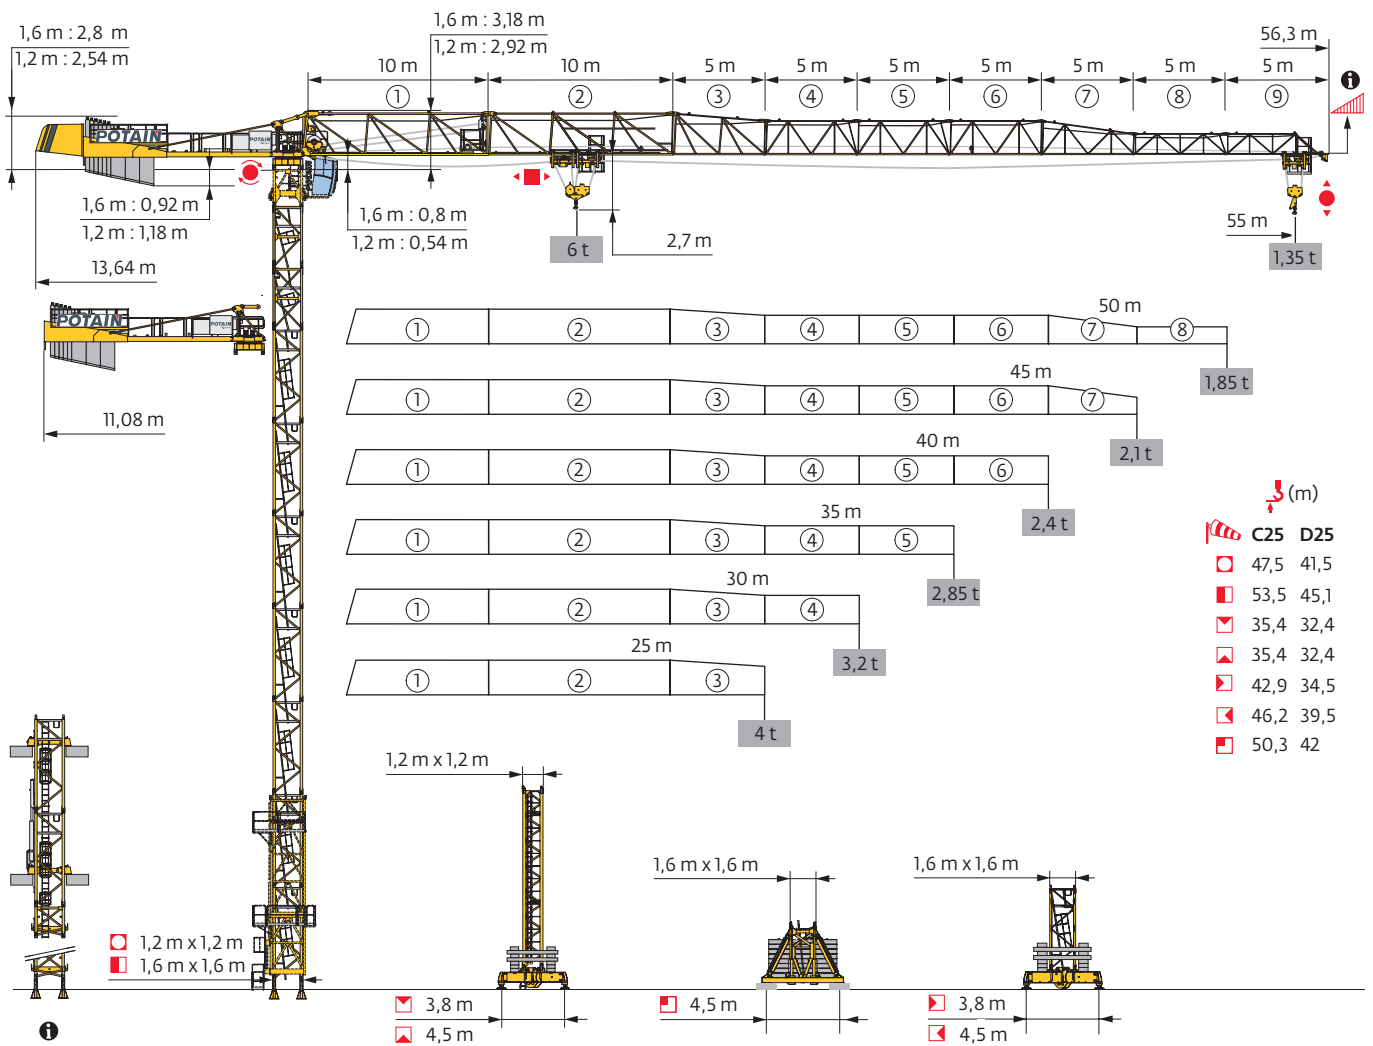 1,6 m : 2,8 m
1,2 m : 2,54 m
1,6 m : 3,18 m
1,2 m : 2,92 m
56,3 m
10 m
10 m
5 m
5 m
5 m
5 m
5 m
5 m
5 m
1
2
3
4
5
6
7
8
9
i
POTAIN
POTAIN
1,6 m : 0,92 m
1,2 m : 1,18 m
1,6 m : 0,8 m
1,2 m : 0,54 m
6 t
2,7 m
55 m
1,35 t
13,64 m
POTAIN
POTAIN
11,08 m
50 m
1
2
3
4
5
6
7
8
1,85 t
45 m
1
2
3
4
5
6
7
2,1 t
40 m
1
2
3
4
5
6
2,4 t
35 m
1
2
3
4
5
2,85 t
30 m
1
2
3
4
3,2 t
25 m
1
2
3
4 t
(m)
C25 D25
47,5 41,5
53,5 45,1
35,4 32,4
35,4 32,4
42,9 34,5
46,2 39,5
50,3 42
1,2 m x 1,2 m
1,6 m x 1,6 m
1,6 m x 1,6 m
1,2 m x 1,2 m
1,6 m x 1,6 m
3,8 m
4,5 m
4,5 m
3,8 m
4,5 m
i